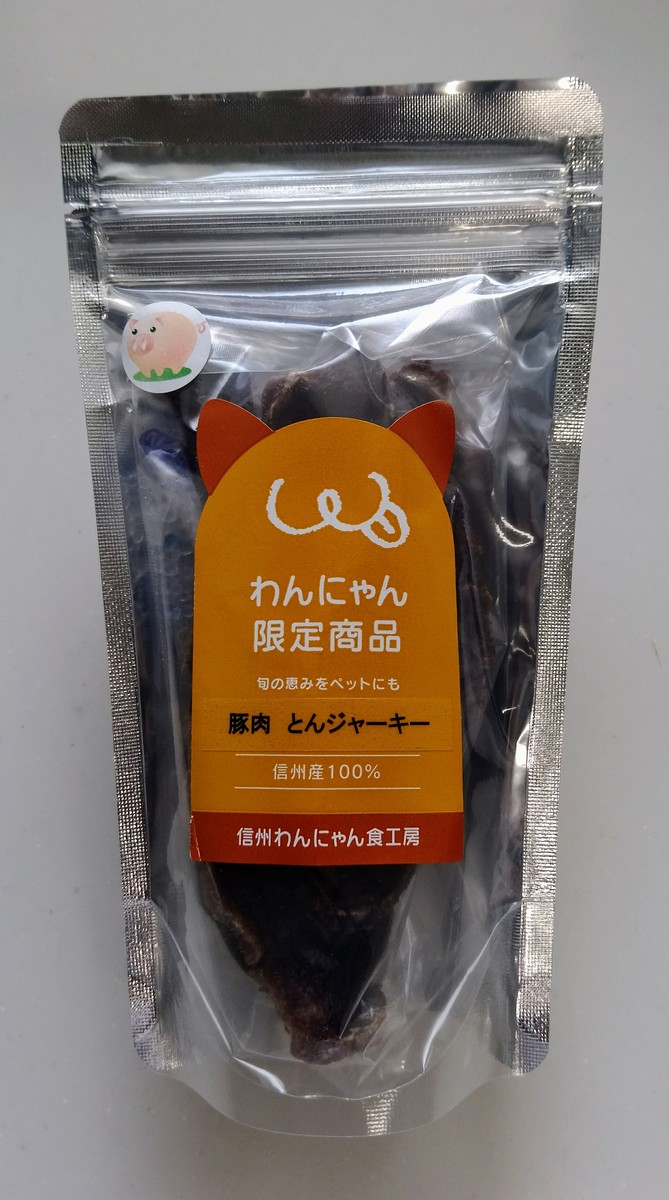 わんにゃん
限定商品
旬の恵みをペットにも
豚肉 とんジャーキー
信州産100%
信州わんにゃん食工房